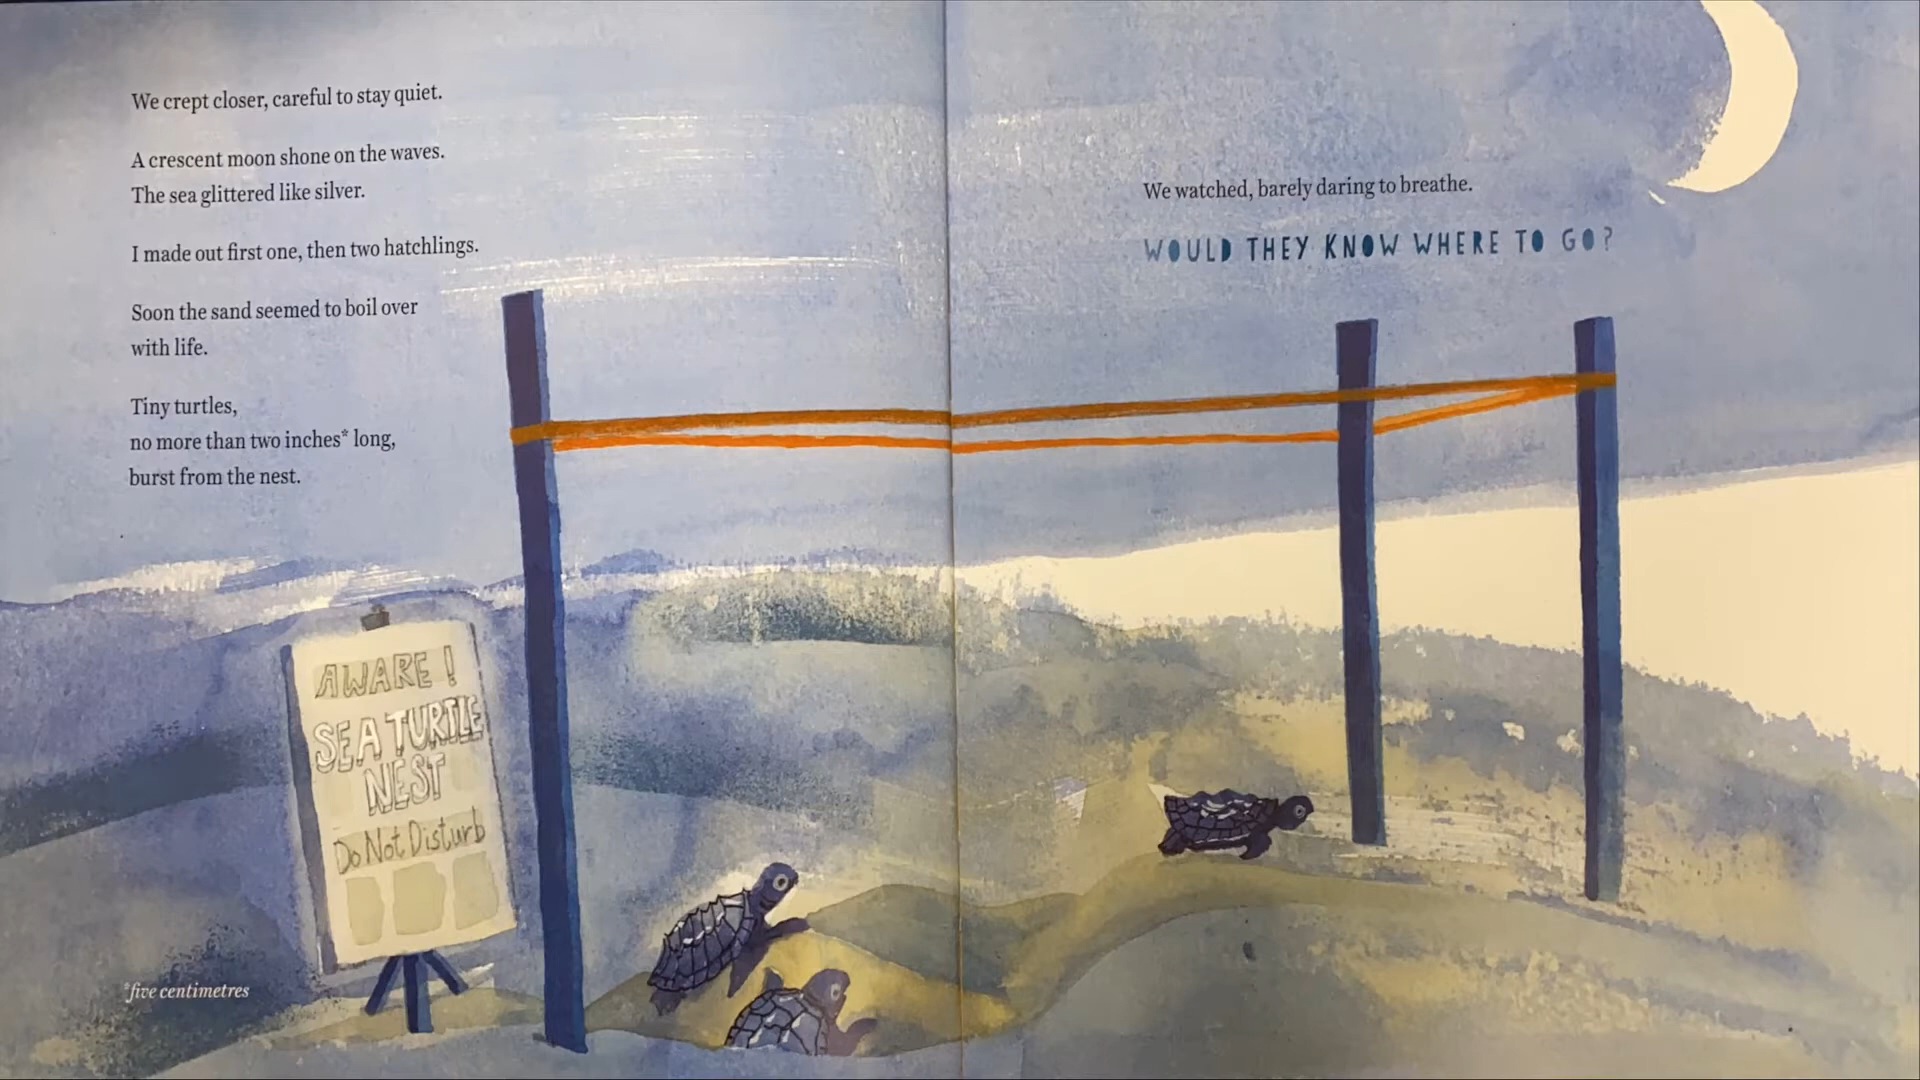 We crept closer, careful to stay quiet.
A crescent moon shone on the waves.
The sea glittered like silver.
I made out first one, then two hatchlings.
Soon the sand seemed to boil over
with life.
Tiny turtles,
no more than two inches* long,
burst from the nest.
AWARE!
SEA TURTLE
NEST
Do Not Disturb
*five centimetres
We watched, barely daring to breathe.
WOULD THEY KNOW WHERE TO GO?